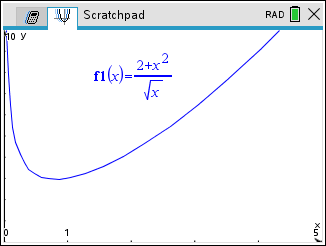 Scratchpad RAD
10 y
f1(x)=(2+x²)/√x
x
0 1 5